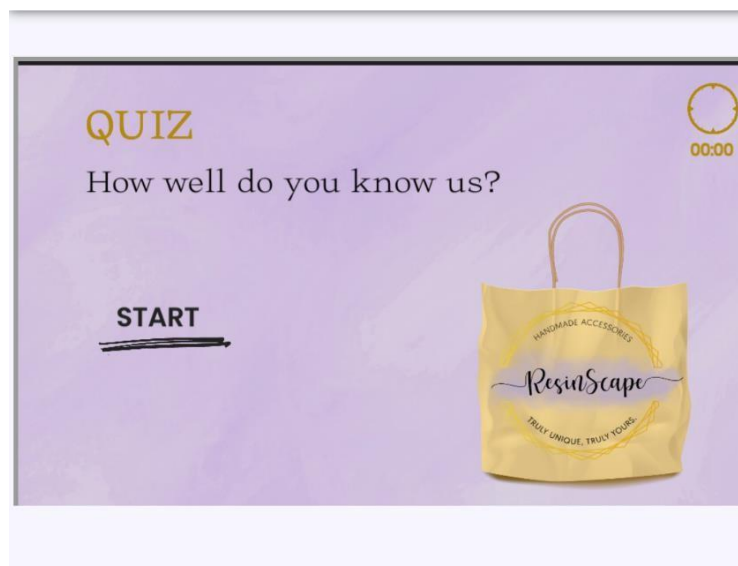 QUIZ
00:00
How well do you know us?
START
HANDMADE ACCESSORIES
ResinScape
TRULY UNIQUE, TRULY YOURS.